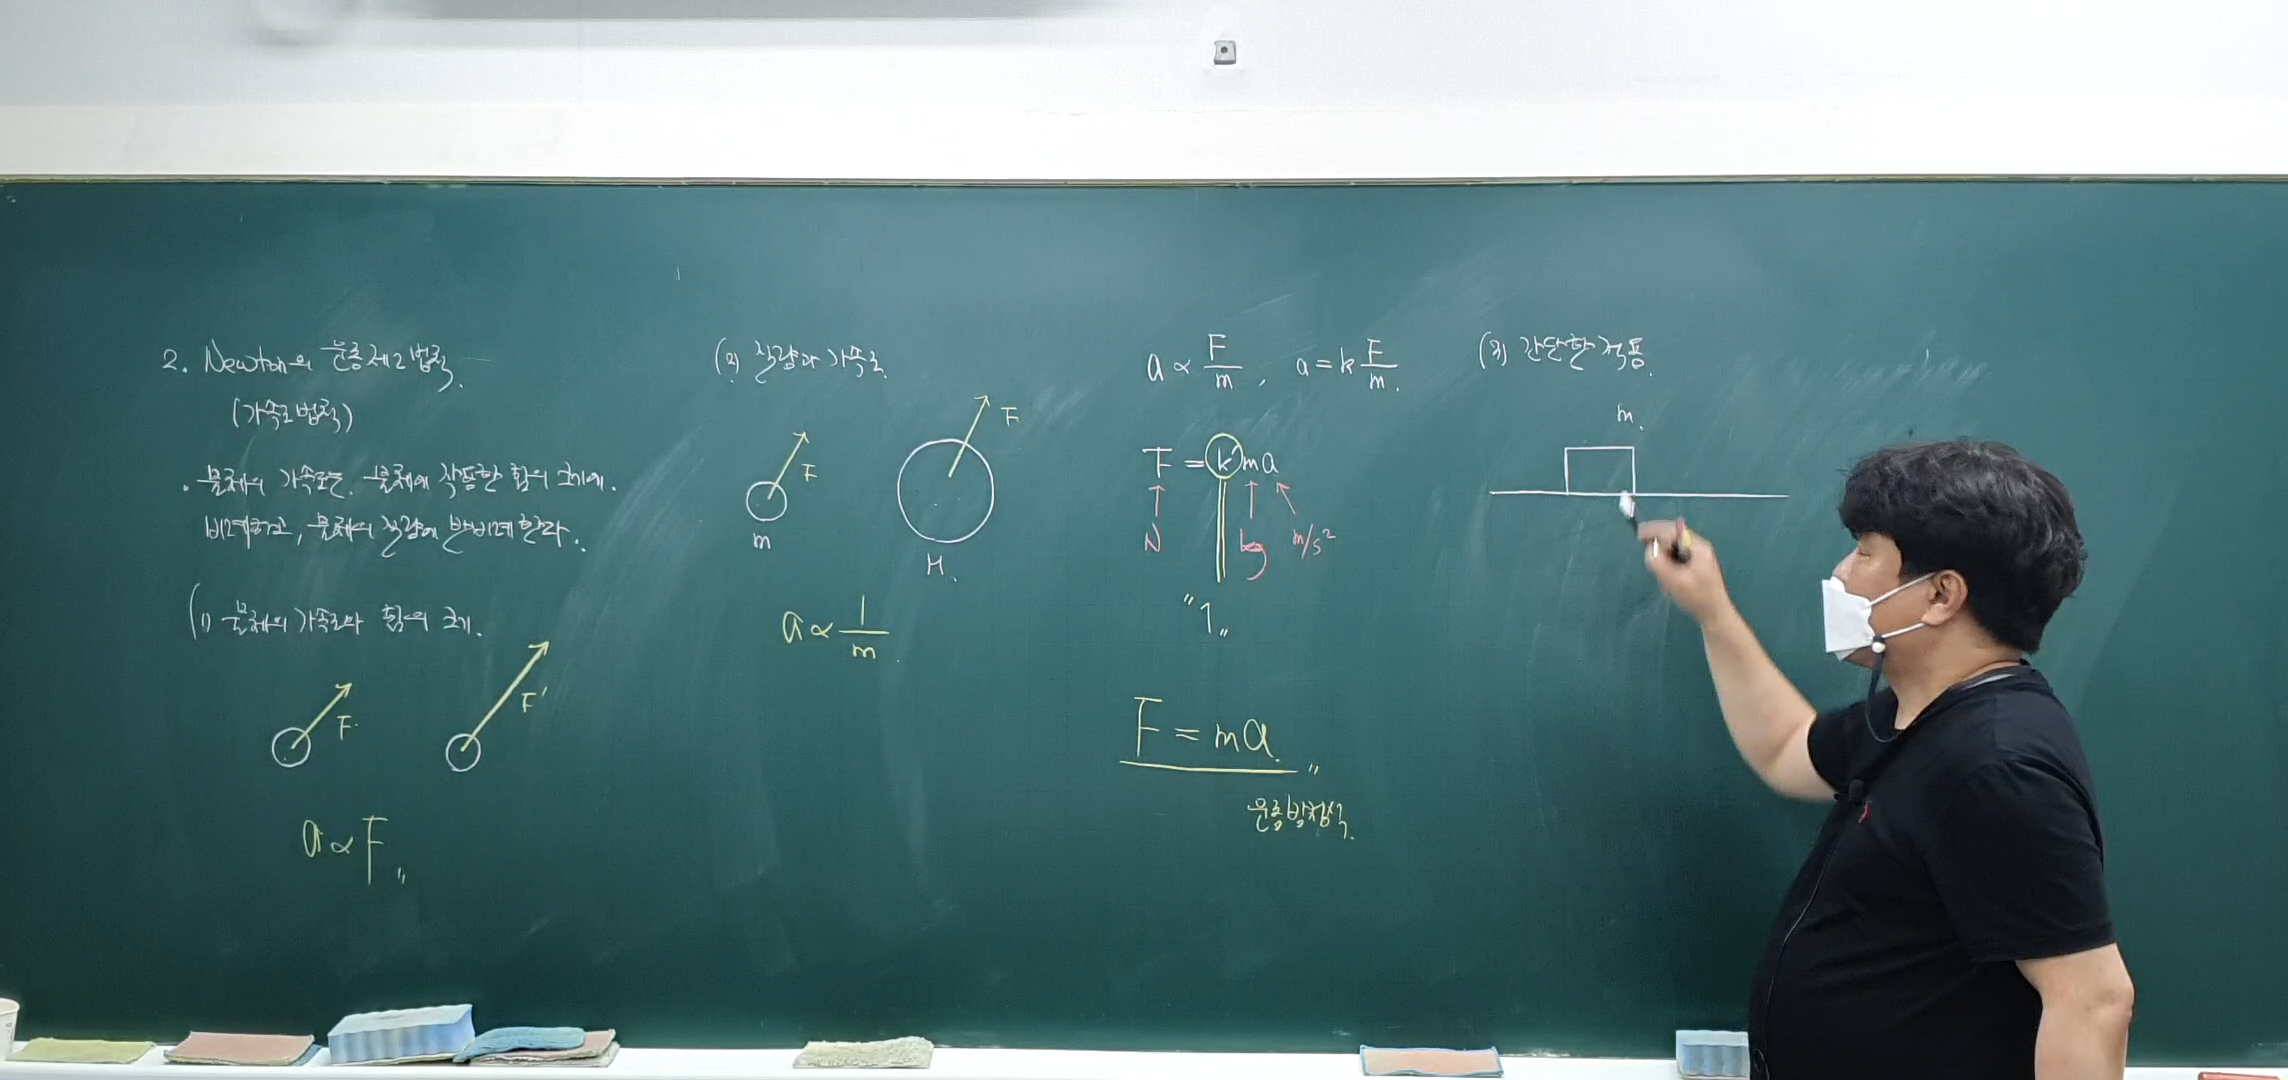 2. Newton의 운동 제2법칙.
(가속도 법칙)
. 물체의 가속도는, 물체에 작용한 힘의 크기에.
비례하고, 물체의 질량에 반비례한다.
(1) 물체의 가속도와 힘의 크기.
F
F'
a ∝ F〃
(2) 질량과 가속도.
F
m
F
M.
a ∝ 1/m.
a ∝ F/m, a = k F/m.
F = k'ma
N
kg
m/s²
"1〃
F = ma.〃
운동방정식.
(3) 간단한 적용.
m.